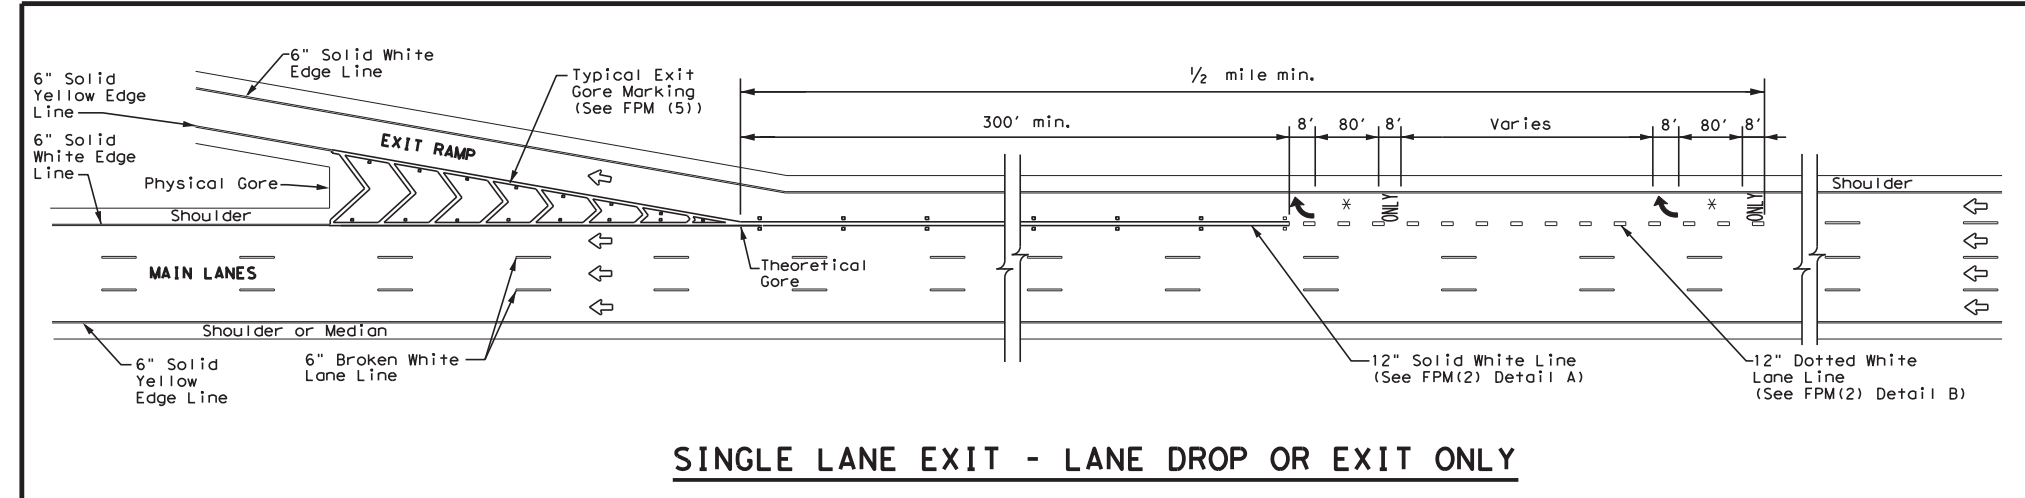 6" Solid White
Edge Line
6" Solid
Yellow Edge
Line
6" Solid
White Edge
Line
Typical Exit
Gore Marking
(See FPM (5))
½ mile min.
300' min.
8'
80'
8'
Varies
8'
80'
8'
EXIT RAMP
Physical Gore
Shoulder
Shoulder
*
ONLY
*
ONLY
MAIN LANES
Theoretical
Gore
Shoulder or Median
6" Solid
Yellow
Edge Line
6" Broken White
Lane Line
12" Solid White Line
(See FPM(2) Detail A)
12" Dotted White
Lane Line
(See FPM(2) Detail B)
SINGLE LANE EXIT - LANE DROP OR EXIT ONLY